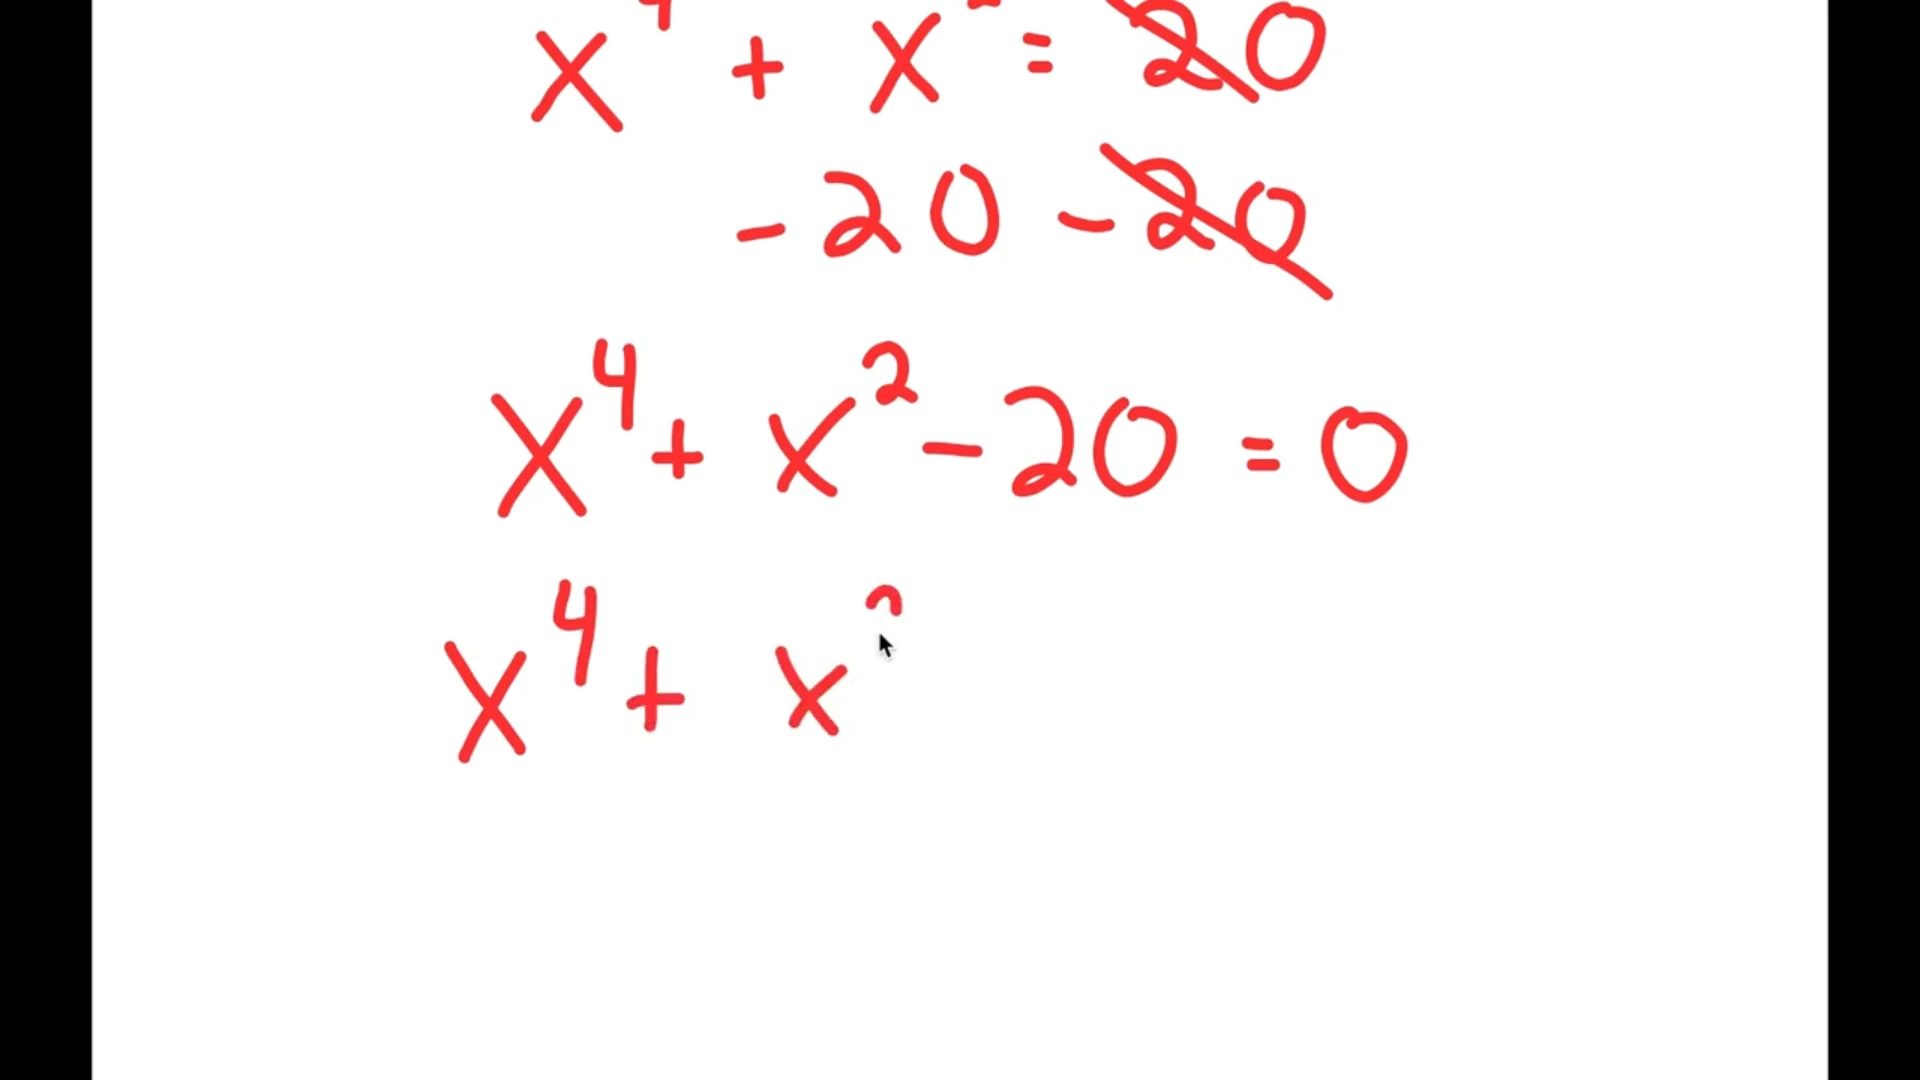 x⁴ + x² = 20
- 20 - 20
x⁴ + x² - 20 = 0
x⁴ + x²